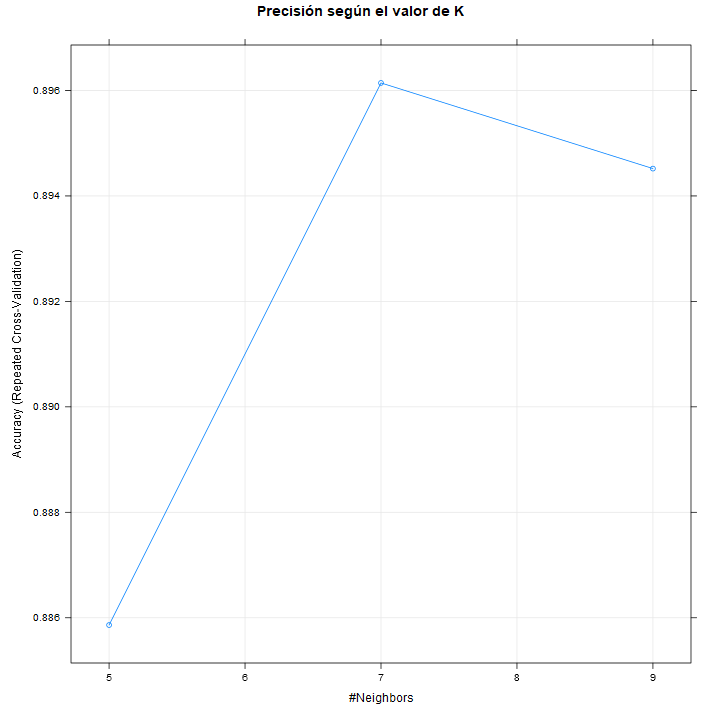 Precisión según el valor de K
0.896
0.894
0.892
0.890
0.888
0.886
Accuracy (Repeated Cross-Validation)
5 6 7 8 9
#Neighbors